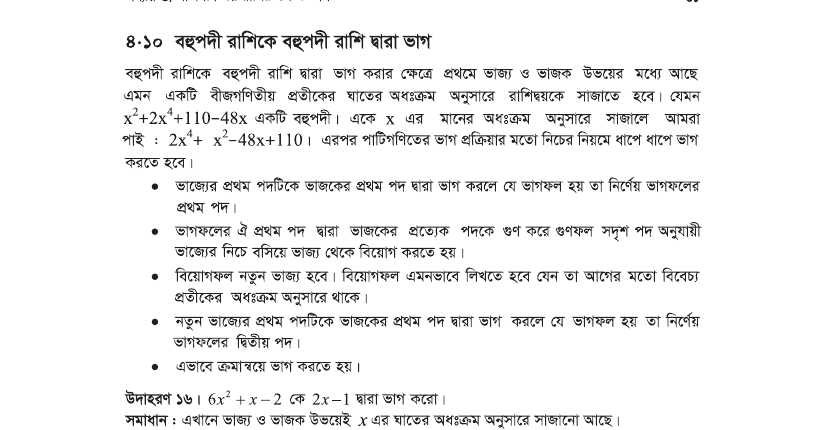 ৪·১০ বহুপদী রাশিকে বহুপদী রাশি দ্বারা ভাগ
বহুপদী রাশিকে বহুপদী রাশি দ্বারা ভাগ করার ক্ষেত্রে প্রথমে ভাজ্য ও ভাজক উভয়ের মধ্যে আছে
এমন একটি বীজগণিতীয় প্রতীকের ঘাতের অধঃক্রম অনুসারে রাশিদ্বয়কে সাজাতে হবে। যেমন
x²+2x⁴+110–48x একটি বহুপদী। একে x এর মানের অধঃক্রম অনুসারে সাজালে আমরা
পাই : 2x⁴+ x²–48x+110। এরপর পাটিগণিতের ভাগ প্রক্রিয়ার মতো নিচের নিয়মে ধাপে ধাপে ভাগ
করতে হবে।
• ভাজ্যের প্রথম পদটিকে ভাজকের প্রথম পদ দ্বারা ভাগ করলে যে ভাগফল হয় তা নির্ণেয় ভাগফলের
প্রথম পদ।
• ভাগফলের ঐ প্রথম পদ দ্বারা ভাজকের প্রত্যেক পদকে গুণ করে গুণফল সদৃশ পদ অনুযায়ী
ভাজ্যের নিচে বসিয়ে ভাজ্য থেকে বিয়োগ করতে হয়।
• বিয়োগফল নতুন ভাজ্য হবে। বিয়োগফল এমনভাবে লিখতে হবে যেন তা আগের মতো বিবেচ্য
প্রতীকের অধঃক্রম অনুসারে থাকে।
• নতুন ভাজ্যের প্রথম পদটিকে ভাজকের প্রথম পদ দ্বারা ভাগ করলে যে ভাগফল হয় তা নির্ণেয়
ভাগফলের দ্বিতীয় পদ।
• এভাবে ক্রমান্বয়ে ভাগ করতে হয়।
উদাহরণ ১৬। 6x² + x – 2 কে 2x–1 দ্বারা ভাগ করো।
সমাধান : এখানে ভাজ্য ও ভাজক উভয়েই x এর ঘাতের অধঃক্রম অনুসারে সাজানো আছে।